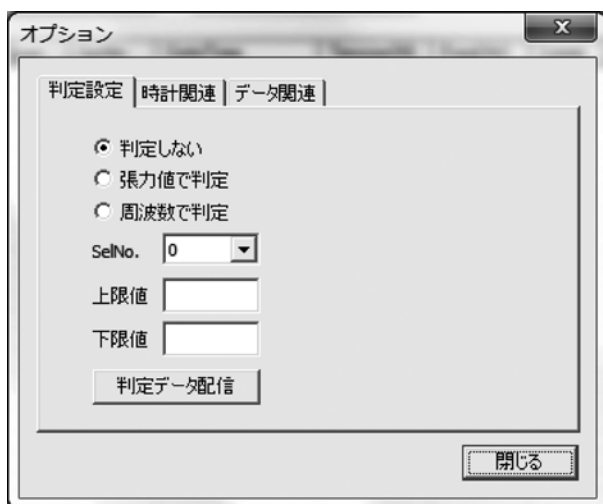 オプション
判定設定 時計関連 データ関連
判定しない
張力値で判定
周波数で判定
SelNo. 0
上限値
下限値
判定データ配信
閉じる